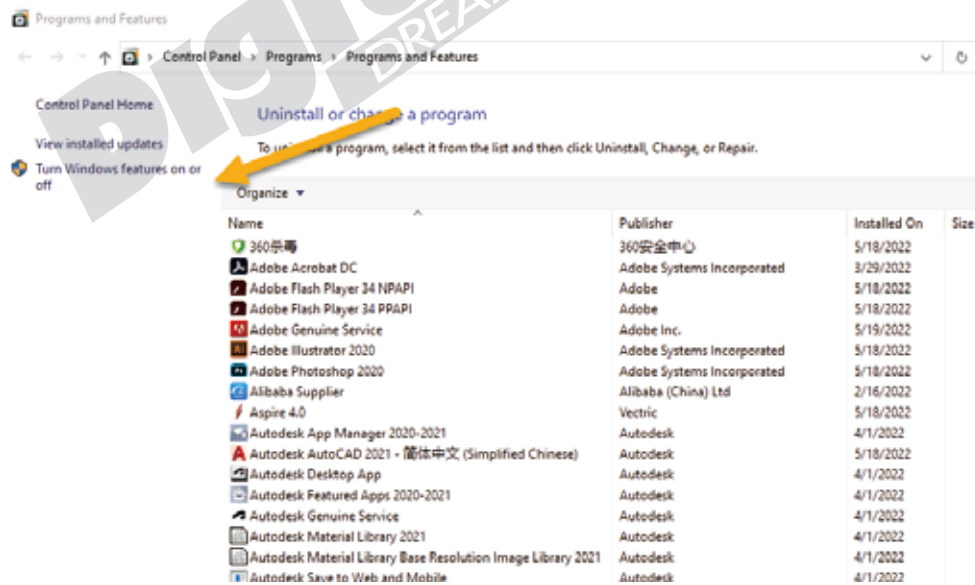 Programs and Features
Control Panel › Programs › Programs and Features
Control Panel Home
View installed updates
Turn Windows features on or
off
Uninstall or change a program
To uninstall a program, select it from the list and then click Uninstall, Change, or Repair.
Organize
Name Publisher Installed On Size
360杀毒 360安全中心 5/18/2022
Adobe Acrobat DC Adobe Systems Incorporated 3/29/2022
Adobe Flash Player 34 NPAPI Adobe 5/18/2022
Adobe Flash Player 34 PPAPI Adobe 5/18/2022
Adobe Genuine Service Adobe Inc. 5/19/2022
Adobe Illustrator 2020 Adobe Systems Incorporated 5/18/2022
Adobe Photoshop 2020 Adobe Systems Incorporated 5/18/2022
Alibaba Supplier Alibaba (China) Ltd 2/16/2022
Aspire 4.0 Vectric 5/18/2022
Autodesk App Manager 2020-2021 Autodesk 4/1/2022
Autodesk AutoCAD 2021 - 简体中文 (Simplified Chinese) Autodesk 5/18/2022
Autodesk Desktop App Autodesk 4/1/2022
Autodesk Featured Apps 2020-2021 Autodesk 4/1/2022
Autodesk Genuine Service Autodesk 4/1/2022
Autodesk Material Library 2021 Autodesk 4/1/2022
Autodesk Material Library Base Resolution Image Library 2021 Autodesk 4/1/2022
Autodesk Save to Web and Mobile Autodesk 4/1/2022